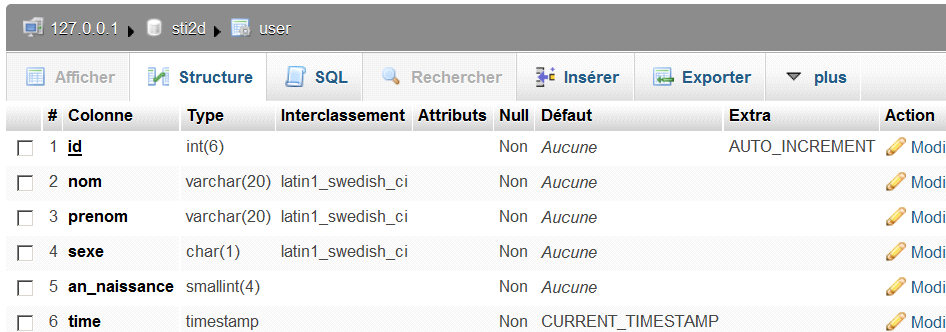 127.0.0.1 sti2d user
Afficher Structure SQL Rechercher Insérer Exporter plus
# Colonne Type Interclassement Attributs Null Défaut Extra Action
1 id int(6) Non Aucune AUTO_INCREMENT Modi
2 nom varchar(20) latin1_swedish_ci Non Aucune Modi
3 prenom varchar(20) latin1_swedish_ci Non Aucune Modi
4 sexe char(1) latin1_swedish_ci Non Aucune Modi
5 an_naissance smallint(4) Non Aucune Modi
6 time timestamp Non CURRENT_TIMESTAMP Modi